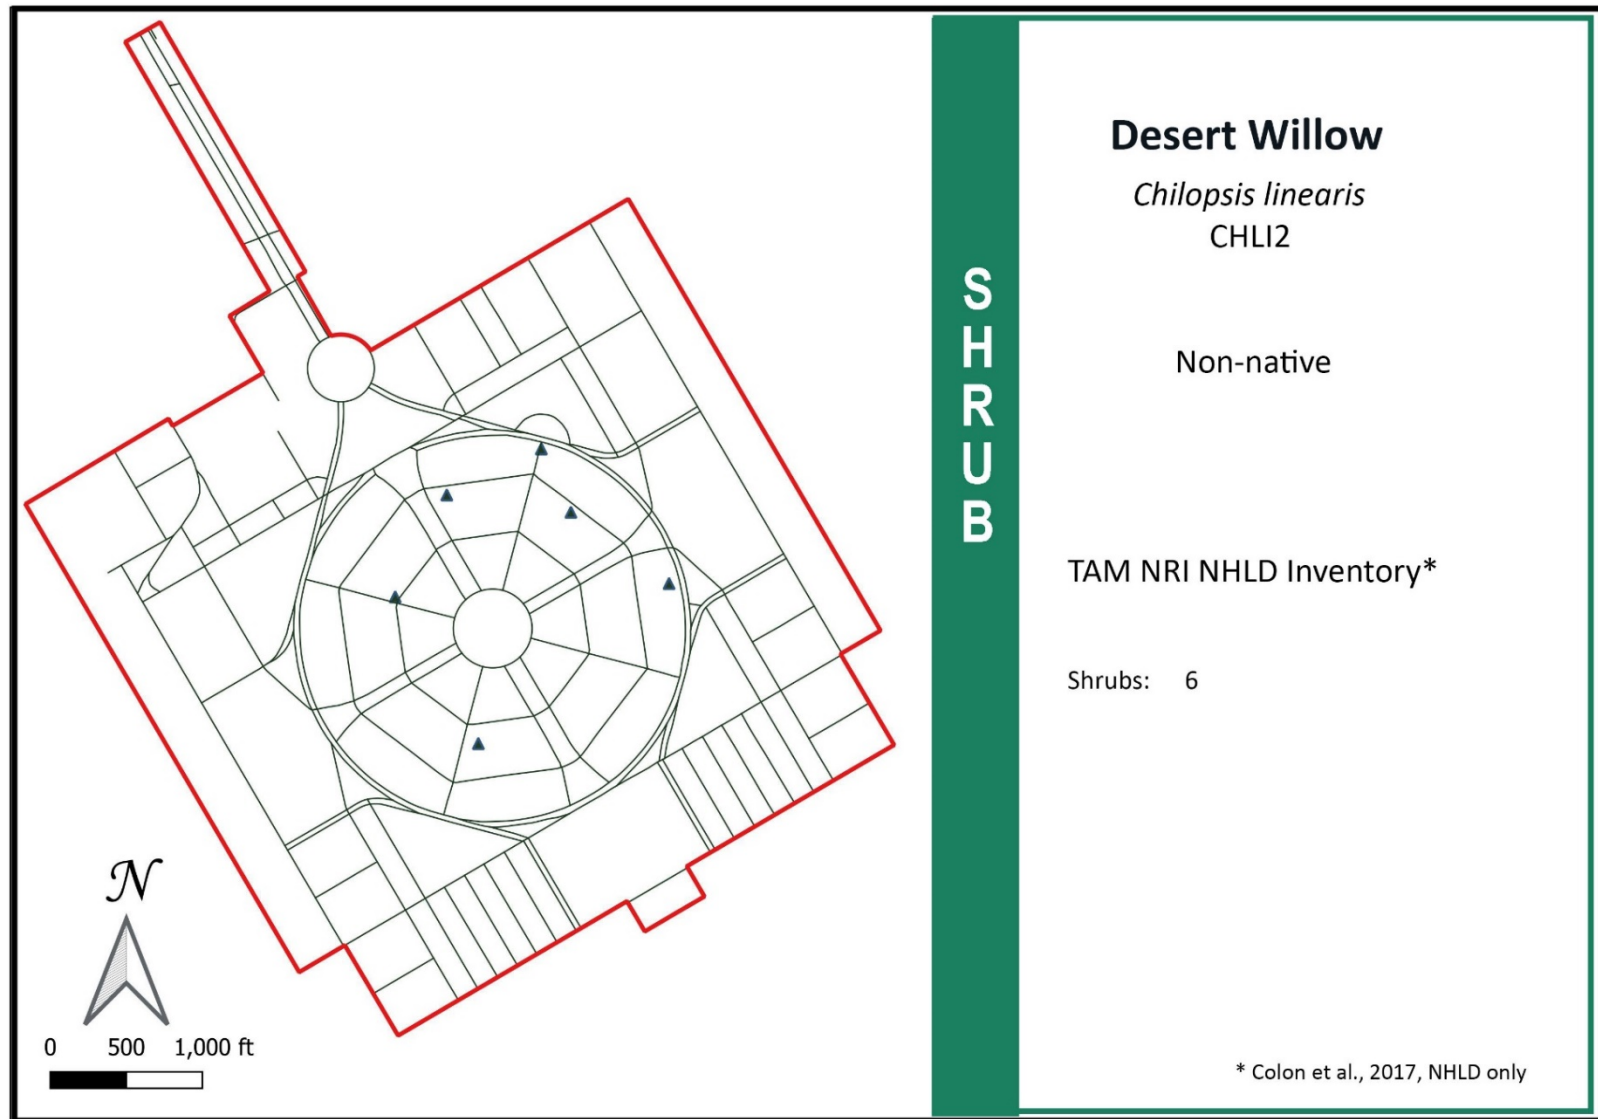 Desert Willow
Chilopsis linearis
CHLI2
Non-native
SHRUB
TAM NRI NHLD Inventory*
Shrubs: 6
N
0 500 1,000 ft
* Colon et al., 2017, NHLD only